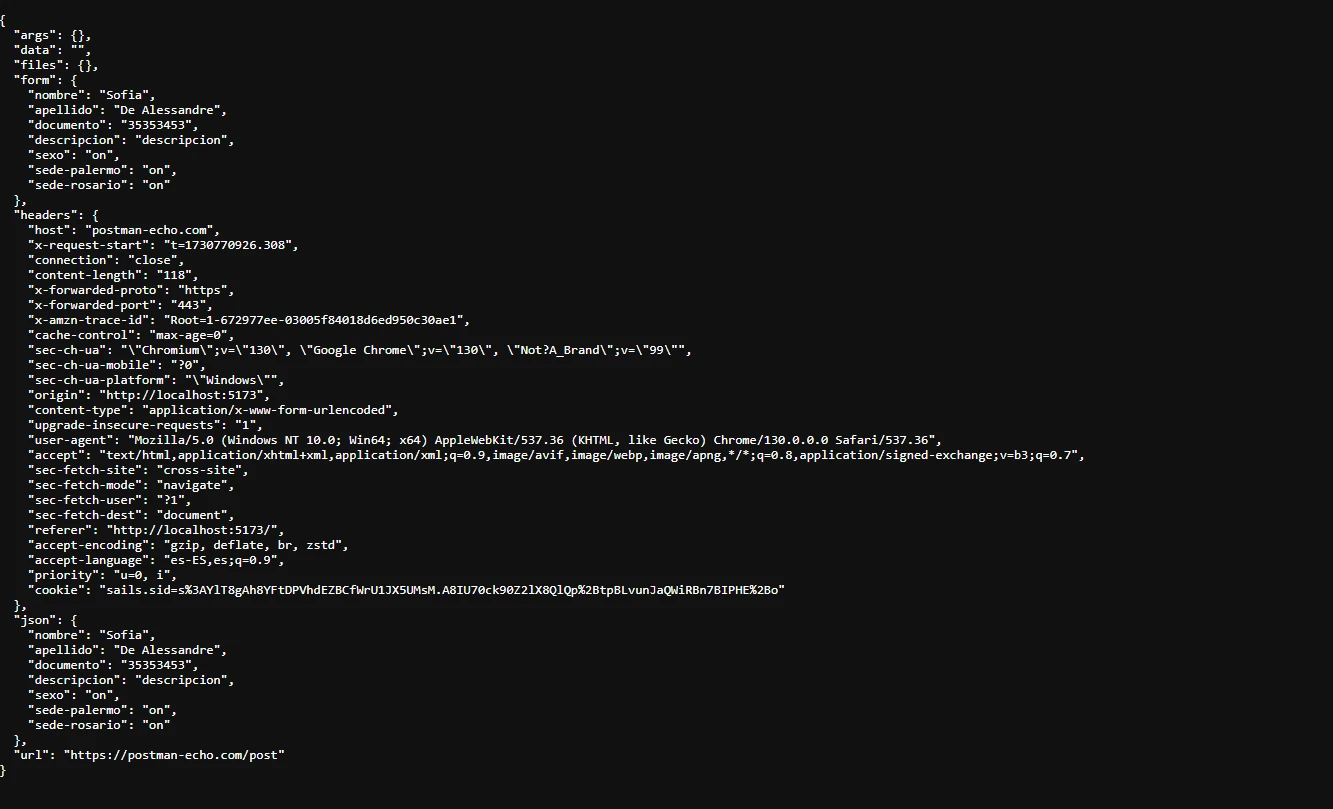 {
  "args": {},
  "data": "",
  "files": {},
  "form": {
    "nombre": "Sofia",
    "apellido": "De Alessandre",
    "documento": "35353453",
    "descripcion": "descripcion",
    "sexo": "on",
    "sede-palermo": "on",
    "sede-rosario": "on"
  },
  "headers": {
    "host": "postman-echo.com",
    "x-request-start": "t=1730770926.308",
    "connection": "close",
    "content-length": "118",
    "x-forwarded-proto": "https",
    "x-forwarded-port": "443",
    "x-amzn-trace-id": "Root=1-672977ee-03005f84018d6ed950c30ae1",
    "cache-control": "max-age=0",
    "sec-ch-ua": "\"Chromium\";v=\"130\", \"Google Chrome\";v=\"130\", \"Not?A_Brand\";v=\"99\"",
    "sec-ch-ua-mobile": "?0",
    "sec-ch-ua-platform": "\"Windows\"",
    "origin": "http://localhost:5173",
    "content-type": "application/x-www-form-urlencoded",
    "upgrade-insecure-requests": "1",
    "user-agent": "Mozilla/5.0 (Windows NT 10.0; Win64; x64) AppleWebKit/537.36 (KHTML, like Gecko) Chrome/130.0.0.0 Safari/537.36",
    "accept": "text/html,application/xhtml+xml,application/xml;q=0.9,image/avif,image/webp,image/apng,*/*;q=0.8,application/signed-exchange;v=b3;q=0.7",
    "sec-fetch-site": "cross-site",
    "sec-fetch-mode": "navigate",
    "sec-fetch-user": "?1",
    "sec-fetch-dest": "document",
    "referer": "http://localhost:5173/",
    "accept-encoding": "gzip, deflate, br, zstd",
    "accept-language": "es-ES,es;q=0.9",
    "priority": "u=0, i",
    "cookie": "sails.sid=s%3AYlT8gAh8YFtDPVhdEZBCfWrU1JX5UMsM.A8IU70ck90Z2lX8QlQp%2BtpBLvunJaQWiRBn7BIPHE%2Bo"
  },
  "json": {
    "nombre": "Sofia",
    "apellido": "De Alessandre",
    "documento": "35353453",
    "descripcion": "descripcion",
    "sexo": "on",
    "sede-palermo": "on",
    "sede-rosario": "on"
  },
  "url": "https://postman-echo.com/post"
}